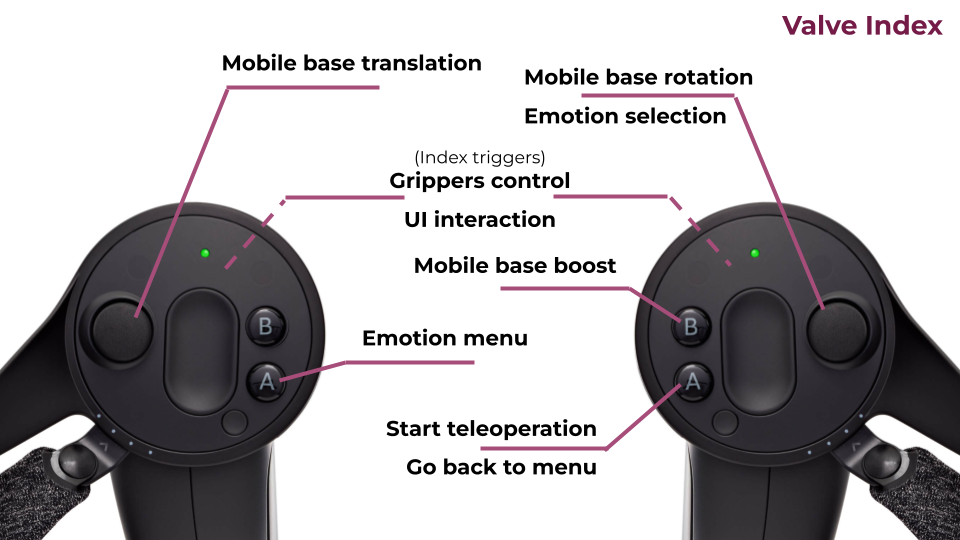 Valve Index
Mobile base translation
Mobile base rotation
Emotion selection
(Index triggers)
Grippers control
UI interaction
Mobile base boost
B
B
Emotion menu
A
A
Start teleoperation
Go back to menu